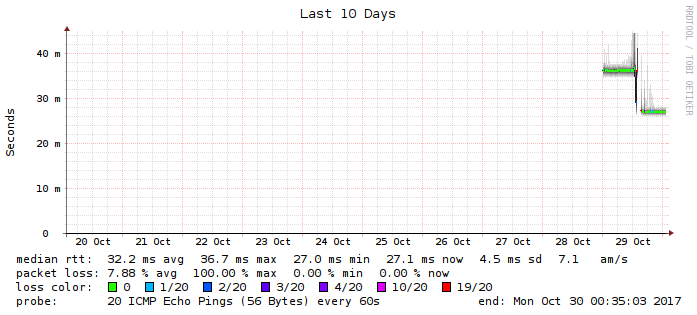 Last 10 Days
RRDTOOL / TOBI OETIKER
Seconds
40 m
30 m
20 m
10 m
0
20 Oct 21 Oct 22 Oct 23 Oct 24 Oct 25 Oct 26 Oct 27 Oct 28 Oct 29 Oct
median rtt: 32.2 ms avg 36.7 ms max 27.0 ms min 27.1 ms now 4.5 ms sd 7.1 am/s
packet loss: 7.88 % avg 100.00 % max 0.00 % min 0.00 % now
loss color: 0 1/20 2/20 3/20 4/20 10/20 19/20
probe: 20 ICMP Echo Pings (56 Bytes) every 60s end: Mon Oct 30 00:35:03 2017